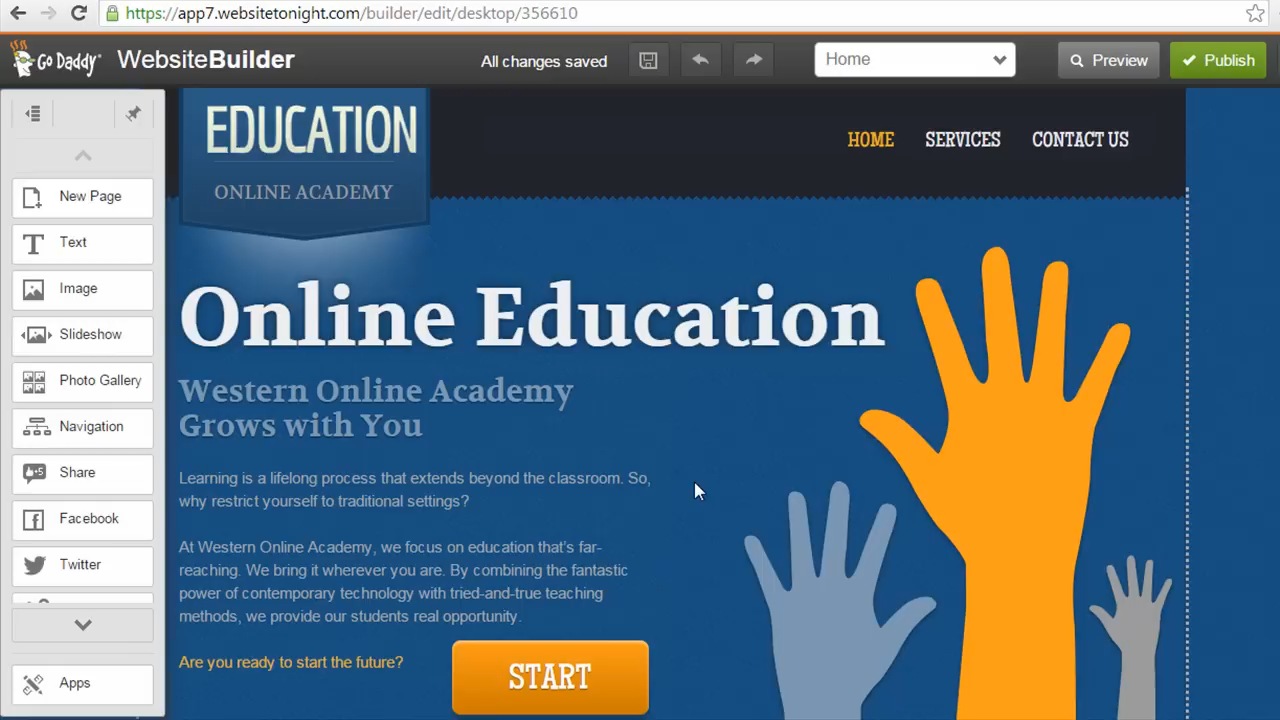 https://app7.websitetonight.com/builder/edit/desktop/356610
Go Daddy WebsiteBuilder
All changes saved
Home
Preview
Publish
EDUCATION
ONLINE ACADEMY
HOME SERVICES CONTACT US
New Page
Text
Image
Slideshow
Photo Gallery
Navigation
Share
Facebook
Twitter
Apps
Online Education
Western Online Academy
Grows with You
Learning is a lifelong process that extends beyond the classroom. So,
why restrict yourself to traditional settings?
At Western Online Academy, we focus on education that's far-
reaching. We bring it wherever you are. By combining the fantastic
power of contemporary technology with tried-and-true teaching
methods, we provide our students real opportunity.
Are you ready to start the future?
START